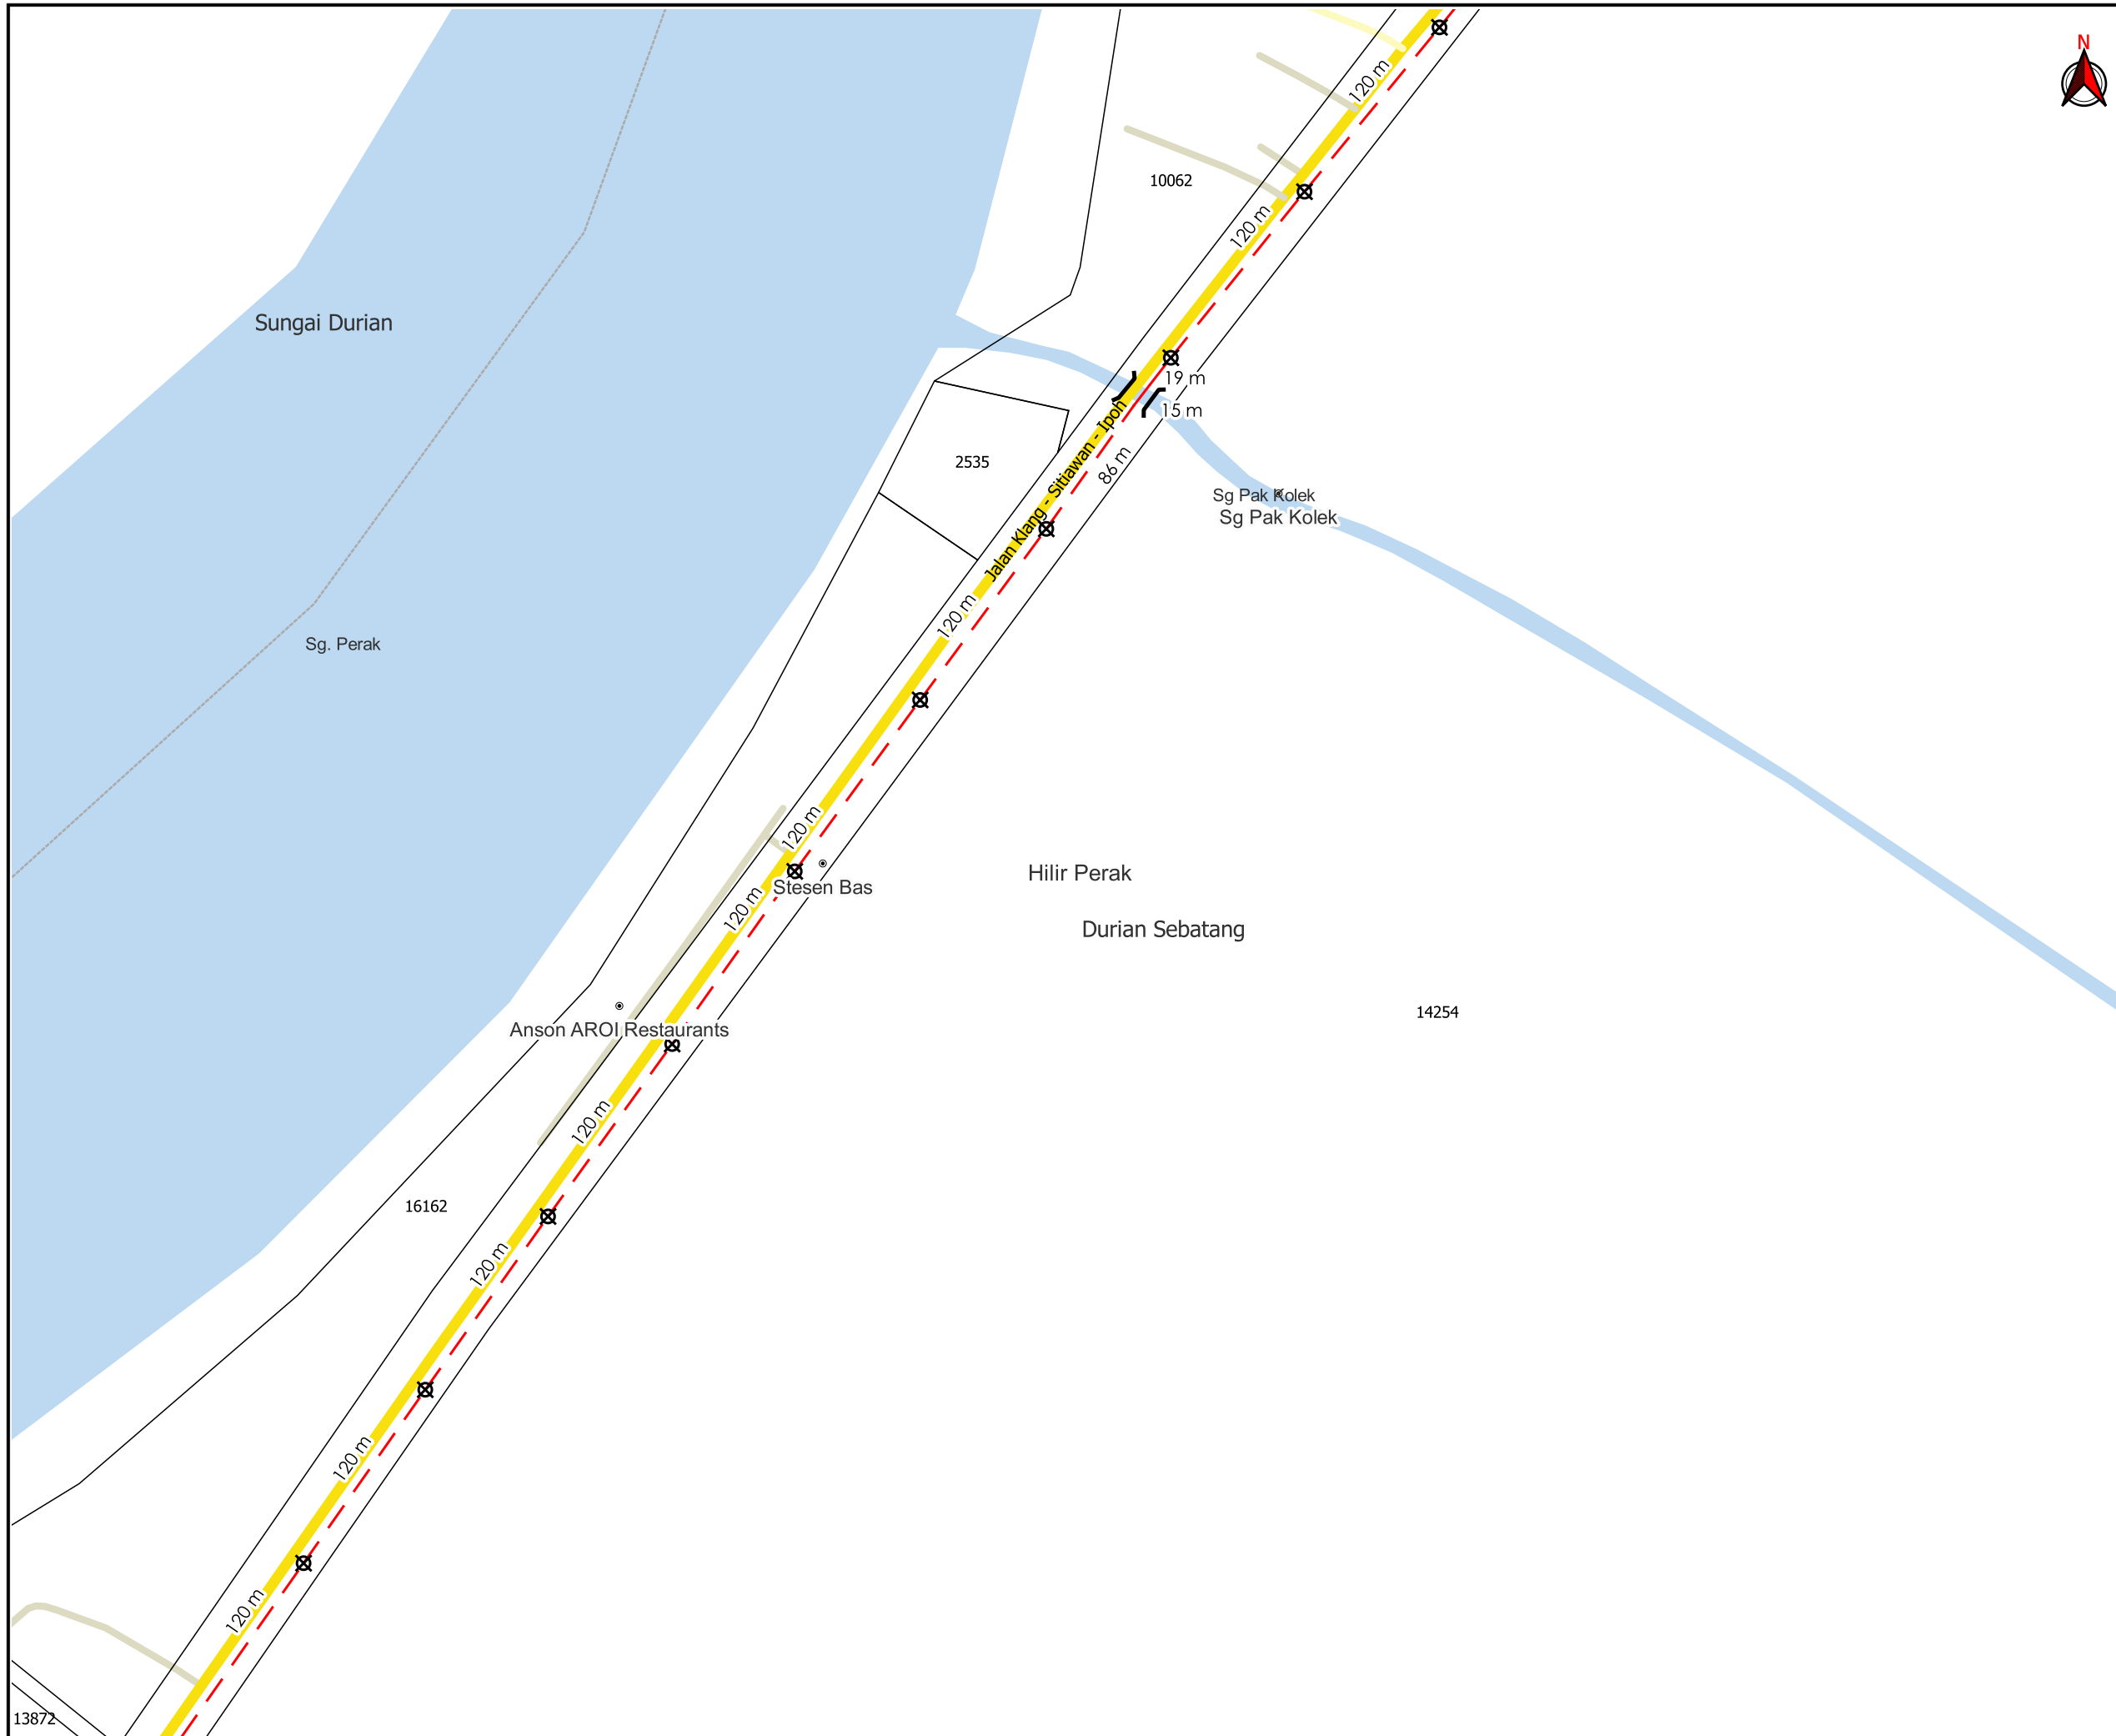 N
120 m
10062
120 m
Sungai Durian
19 m
15 m
Jalan Klang - Sitiawan - Ipoh
86 m
2535
Sg Pak Kolek
Sg Pak Kolek
120 m
Sg. Perak
120 m
Hilir Perak
Stesen Bas
120 m
Durian Sebatang
14254
Anson AROI Restaurants
120 m
16162
120 m
120 m
120 m
13872